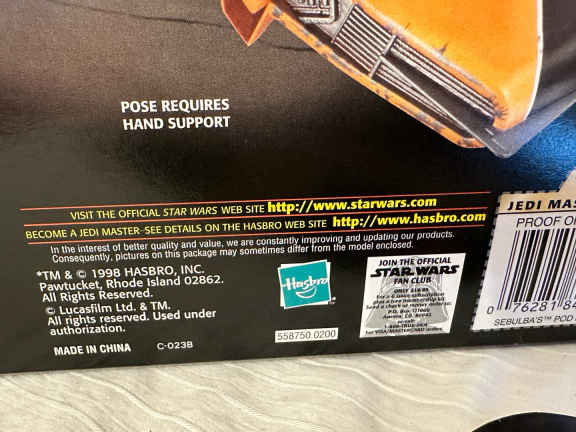 POSE REQUIRES
HAND SUPPORT
VISIT THE OFFICIAL STAR WARS WEB SITE http://www.starwars.com
BECOME A JEDI MASTER-SEE DETAILS ON THE HASBRO WEB SITE http://www.hasbro.com
In the interest of better quality and value, we are constantly improving and updating our products.
Consequently, pictures on this package may sometimes differ from the model enclosed.
*TM & © 1998 HASBRO, INC.
Pawtucket, Rhode Island 02862.
All Rights Reserved.
© Lucasfilm Ltd. & TM.
All rights reserved. Used under
authorization.
MADE IN CHINA C-023B
Hasbro
558750.0200
JOIN THE OFFICIAL
STAR WARS
FAN CLUB
JEDI MAS
PROOF O
0 76281 8
SEBULBA'S™ POD